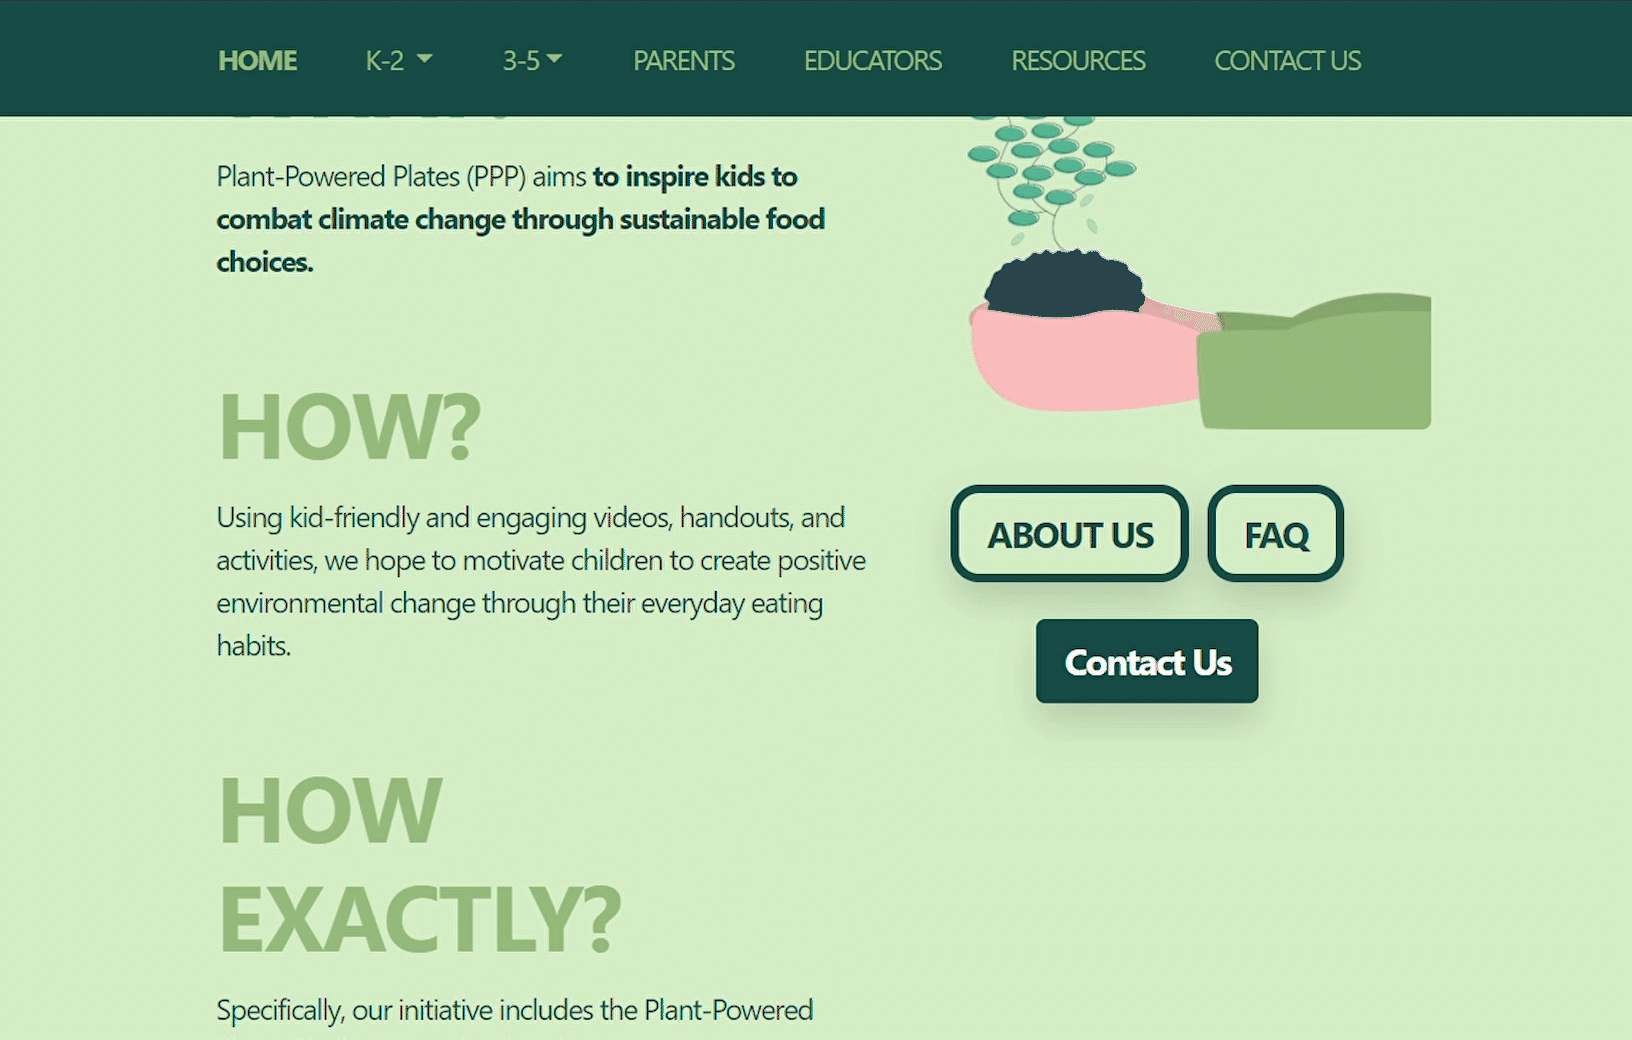 HOME K-2 3-5 PARENTS EDUCATORS RESOURCES CONTACT US
Plant-Powered Plates (PPP) aims to inspire kids to
combat climate change through sustainable food
choices.
HOW?
Using kid-friendly and engaging videos, handouts, and
activities, we hope to motivate children to create positive
environmental change through their everyday eating
habits.
HOW
EXACTLY?
Specifically, our initiative includes the Plant-Powered
ABOUT US FAQ
Contact Us